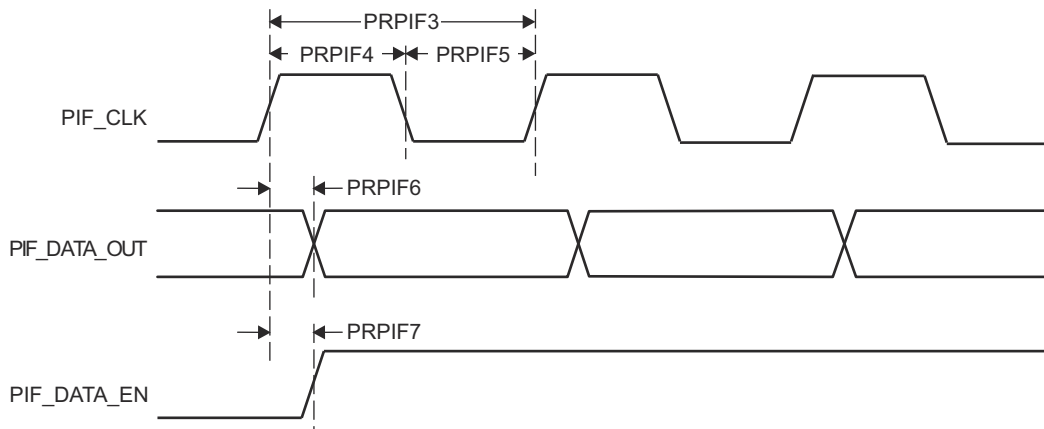 PRPIF3
PRPIF4 PRPIF5
PIF_CLK
PRPIF6
PIF_DATA_OUT
PRPIF7
PIF_DATA_EN